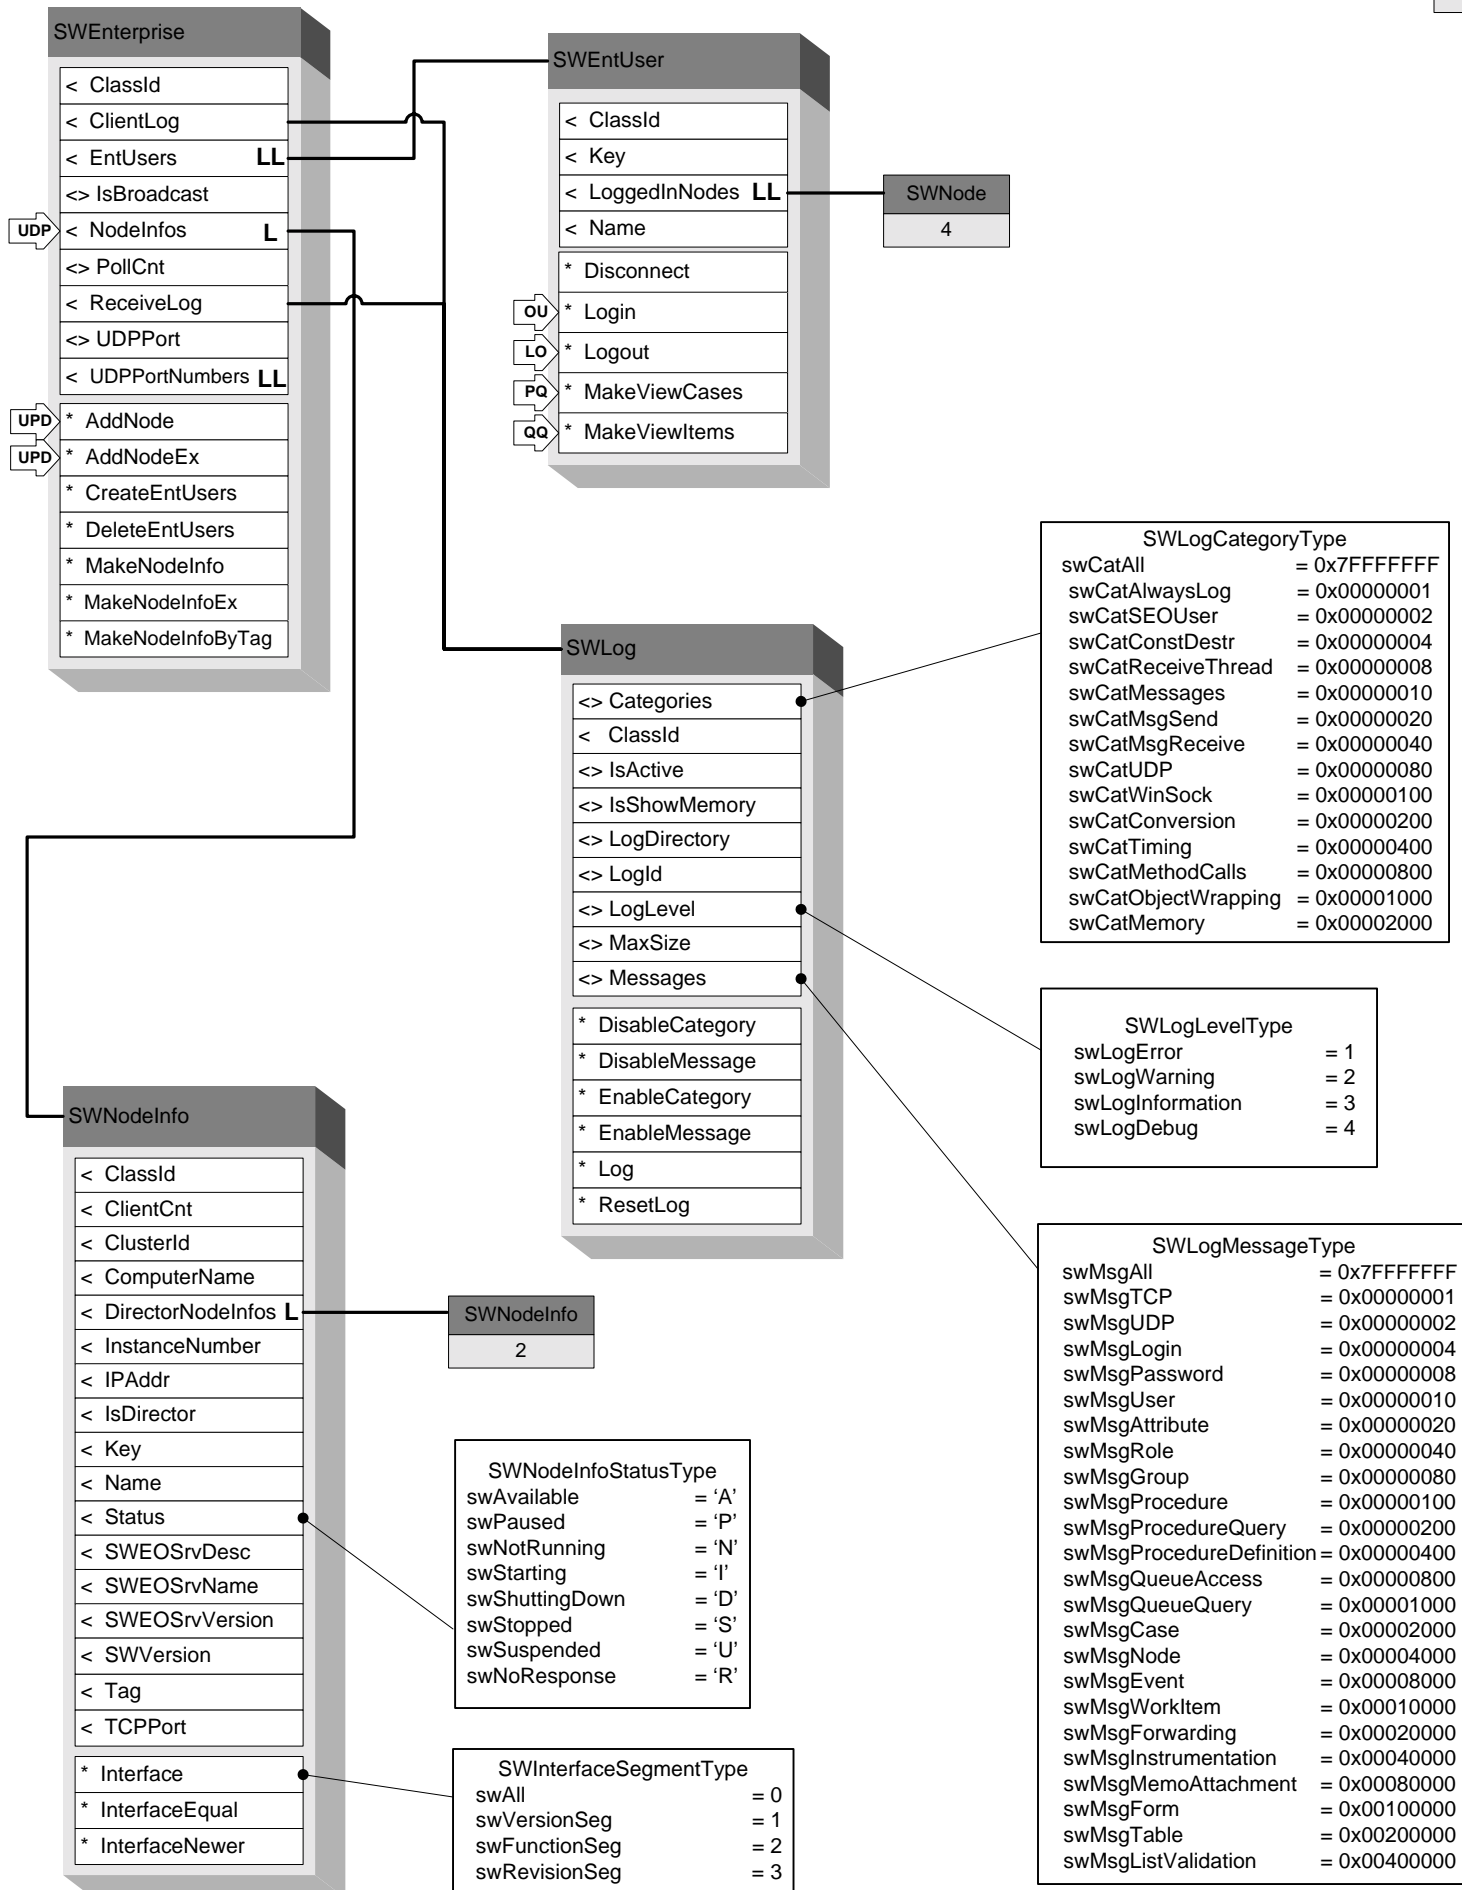 SWEnterprise
< ClassId
< ClientLog
< EntUsers LL
<> IsBroadcast
UDP < NodeInfos L
<> PollCnt
< ReceiveLog
<> UDPPort
< UDPPortNumbers LL
UPD * AddNode
UPD * AddNodeEx
* CreateEntUsers
* DeleteEntUsers
* MakeNodeInfo
* MakeNodeInfoEx
* MakeNodeInfoByTag
SWEntUser
< ClassId
< Key
< LoggedInNodes LL
< Name
* Disconnect
OU * Login
LO * Logout
PQ * MakeViewCases
QQ * MakeViewItems
SWNode
4
SWLog
<> Categories
< ClassId
<> IsActive
<> IsShowMemory
<> LogDirectory
<> LogId
<> LogLevel
<> MaxSize
<> Messages
* DisableCategory
* DisableMessage
* EnableCategory
* EnableMessage
* Log
* ResetLog
SWLogCategoryType
swCatAll = 0x7FFFFFFF
swCatAlwaysLog = 0x00000001
swCatSEOUser = 0x00000002
swCatConstDestr = 0x00000004
swCatReceiveThread = 0x00000008
swCatMessages = 0x00000010
swCatMsgSend = 0x00000020
swCatMsgReceive = 0x00000040
swCatUDP = 0x00000080
swCatWinSock = 0x00000100
swCatConversion = 0x00000200
swCatTiming = 0x00000400
swCatMethodCalls = 0x00000800
swCatObjectWrapping = 0x00001000
swCatMemory = 0x00002000
SWLogLevelType
swLogError = 1
swLogWarning = 2
swLogInformation = 3
swLogDebug = 4
SWLogMessageType
swMsgAll = 0x7FFFFFFF
swMsgTCP = 0x00000001
swMsgUDP = 0x00000002
swMsgLogin = 0x00000004
swMsgPassword = 0x00000008
swMsgUser = 0x00000010
swMsgAttribute = 0x00000020
swMsgRole = 0x00000040
swMsgGroup = 0x00000080
swMsgProcedure = 0x00000100
swMsgProcedureQuery = 0x00000200
swMsgProcedureDefinition = 0x00000400
swMsgQueueAccess = 0x00000800
swMsgQueueQuery = 0x00001000
swMsgCase = 0x00002000
swMsgNode = 0x00004000
swMsgEvent = 0x00008000
swMsgWorkItem = 0x00010000
swMsgForwarding = 0x00020000
swMsgInstrumentation = 0x00040000
swMsgMemoAttachment = 0x00080000
swMsgForm = 0x00100000
swMsgTable = 0x00200000
swMsgListValidation = 0x00400000
SWNodeInfo
< ClassId
< ClientCnt
< ClusterId
< ComputerName
< DirectorNodeInfos L
< InstanceNumber
< IPAddr
< IsDirector
< Key
< Name
< Status
< SWEOSrvDesc
< SWEOSrvName
< SWEOSrvVersion
< SWVersion
< Tag
< TCPPort
* Interface
* InterfaceEqual
* InterfaceNewer
SWNodeInfo
2
SWNodeInfoStatusType
swAvailable = ‘A’
swPaused = ‘P’
swNotRunning = ‘N’
swStarting = ‘I’
swShuttingDown = ‘D’
swStopped = ‘S’
swSuspended = ‘U’
swNoResponse = ‘R’
SWInterfaceSegmentType
swAll = 0
swVersionSeg = 1
swFunctionSeg = 2
swRevisionSeg = 3